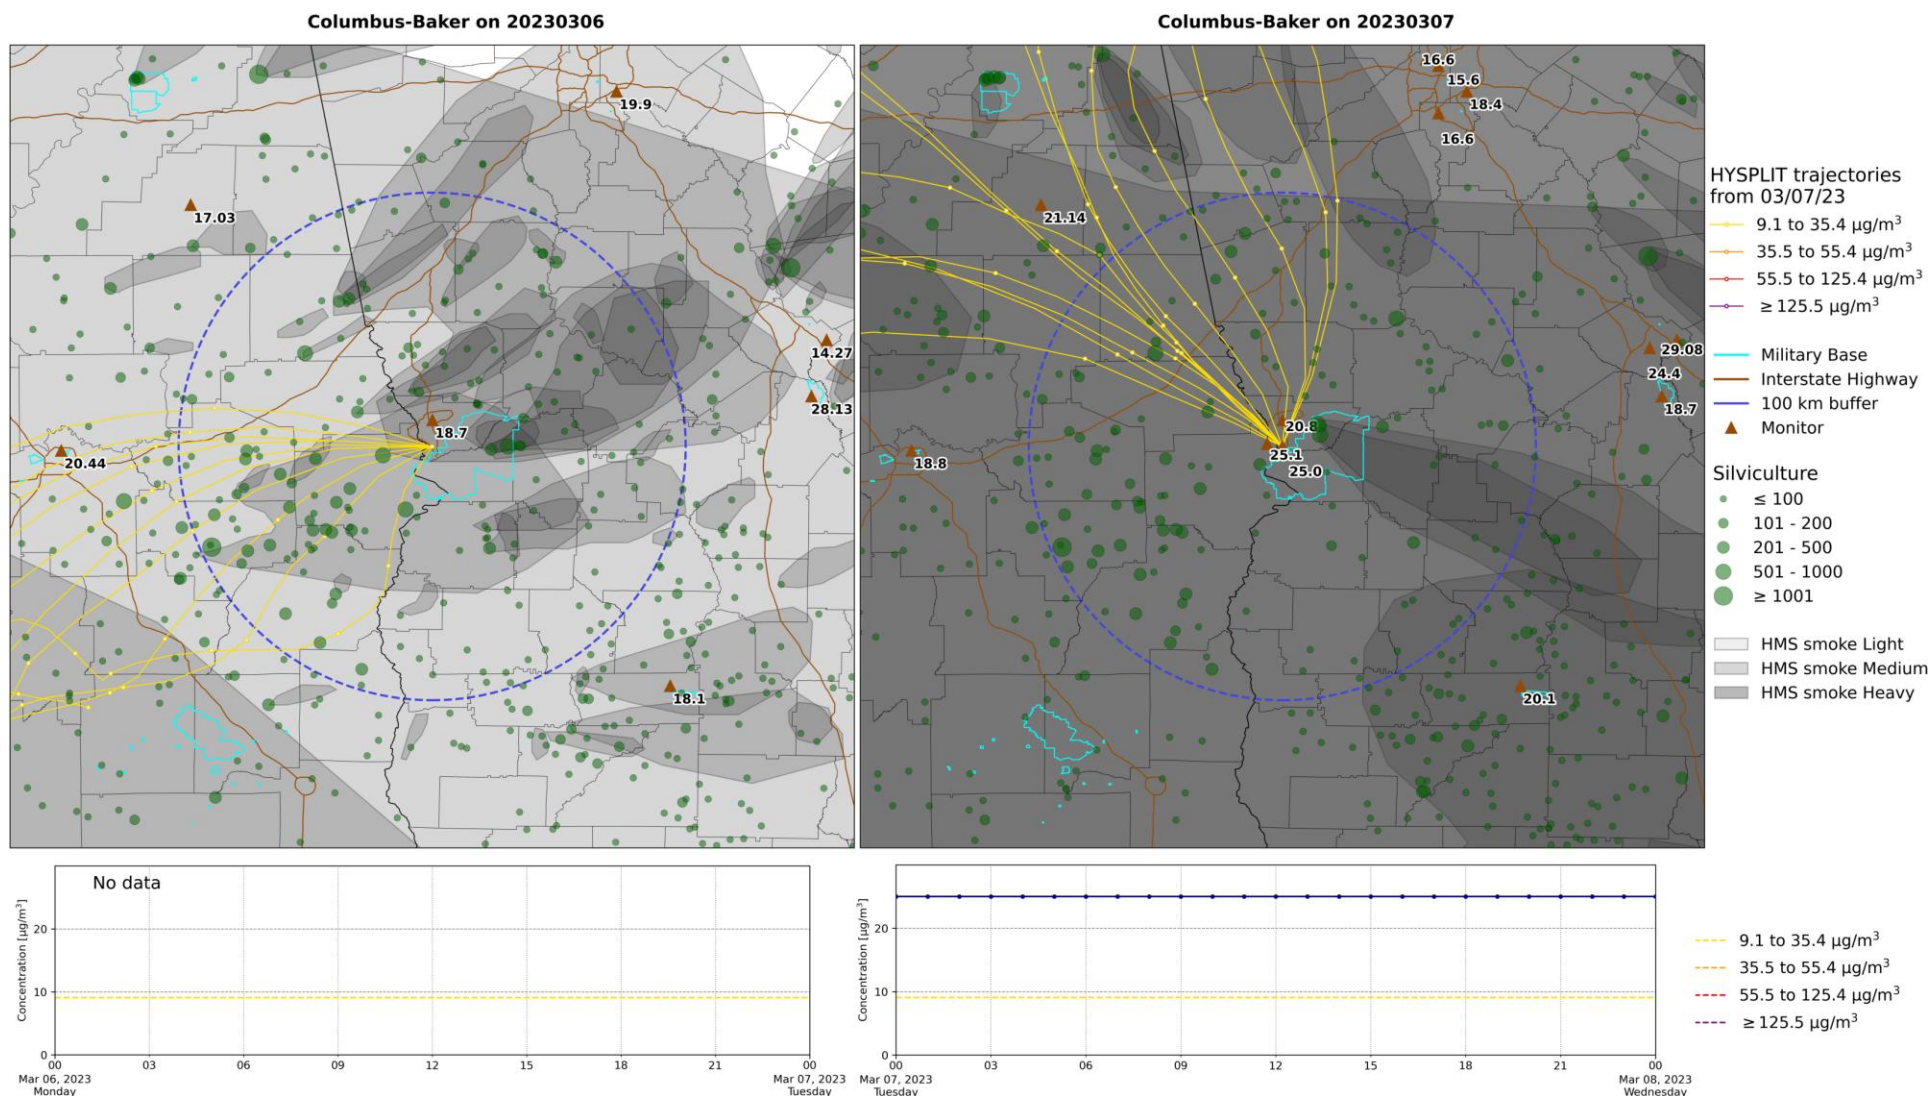 Columbus-Baker on 20230306
19.9
17.03
14.27
28.13
18.7
20.44
18.1
Columbus-Baker on 20230307
16.6
15.6
18.4
16.6
21.14
29.08
24.4
18.7
20.8
25.1
25.0
18.8
20.1
HYSPLIT trajectories
from 03/07/23
9.1 to 35.4 µg/m³
35.5 to 55.4 µg/m³
55.5 to 125.4 µg/m³
≥ 125.5 µg/m³
Military Base
Interstate Highway
100 km buffer
Monitor
Silviculture
≤ 100
101 - 200
201 - 500
501 - 1000
≥ 1001
HMS smoke Light
HMS smoke Medium
HMS smoke Heavy
No data
Concentration [µg/m³]
20
10
0
00 03 06 09 12 15 18 21 00
Mar 06, 2023 Mar 07, 2023
Monday Tuesday
Concentration [µg/m³]
20
10
0
00 03 06 09 12 15 18 21 00
Mar 07, 2023 Mar 08, 2023
Tuesday Wednesday
9.1 to 35.4 µg/m³
35.5 to 55.4 µg/m³
55.5 to 125.4 µg/m³
≥ 125.5 µg/m³